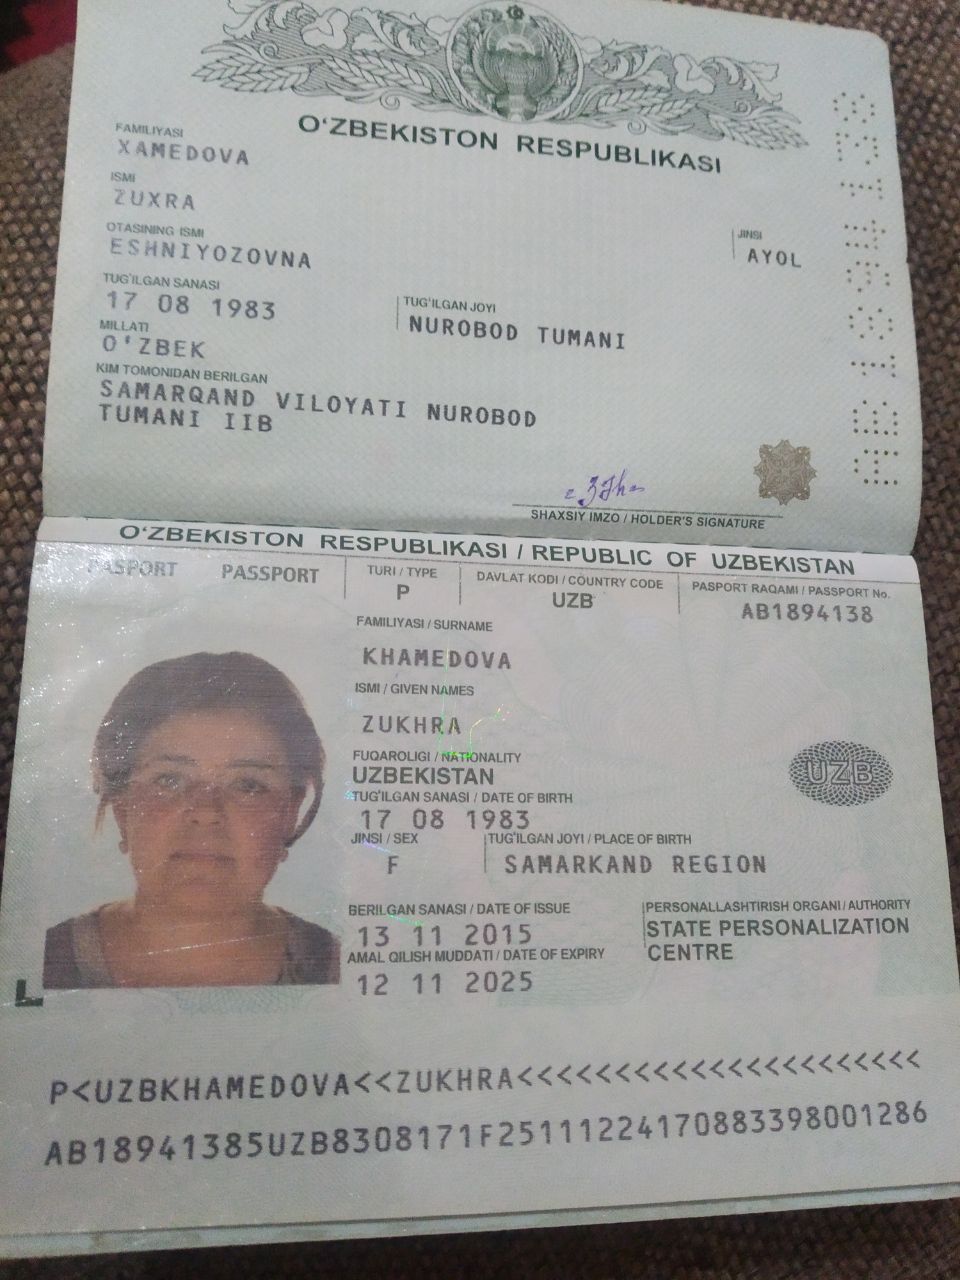 O‘ZBEKISTON RESPUBLIKASI
FAMILIYASI
XAMEDOVA
ISMI
ZUXRA
OTASINING ISMI
ESHNIYOZOVNA
JINSI
AYOL
TUG‘ILGAN SANASI
17 08 1983
TUG‘ILGAN JOYI
NUROBOD TUMANI
MILLATI
O'ZBEK
KIM TOMONIDAN BERILGAN
SAMARQAND VILOYATI NUROBOD
TUMANI IIB
SHAXSIY IMZO / HOLDER'S SIGNATURE
AB1894138
O‘ZBEKISTON RESPUBLIKASI / REPUBLIC OF UZBEKISTAN
PASPORT PASSPORT
TURI / TYPE
P
DAVLAT KODI / COUNTRY CODE
UZB
PASPORT RAQAMI / PASSPORT No.
AB1894138
FAMILIYASI / SURNAME
KHAMEDOVA
ISMI / GIVEN NAMES
ZUKHRA
FUQAROLIGI / NATIONALITY
UZBEKISTAN
TUG‘ILGAN SANASI / DATE OF BIRTH
17 08 1983
JINSI / SEX
F
TUG‘ILGAN JOYI / PLACE OF BIRTH
SAMARKAND REGION
UZB
BERILGAN SANASI / DATE OF ISSUE
13 11 2015
PERSONALLASHTIRISH ORGANI / AUTHORITY
STATE PERSONALIZATION
CENTRE
AMAL QILISH MUDDATI / DATE OF EXPIRY
12 11 2025
P<UZBKHAMEDOVA<<ZUKHRA<<<<<<<<<<<<<<<<<<<<<<
AB18941385UZB8308171F25111224170883398001286